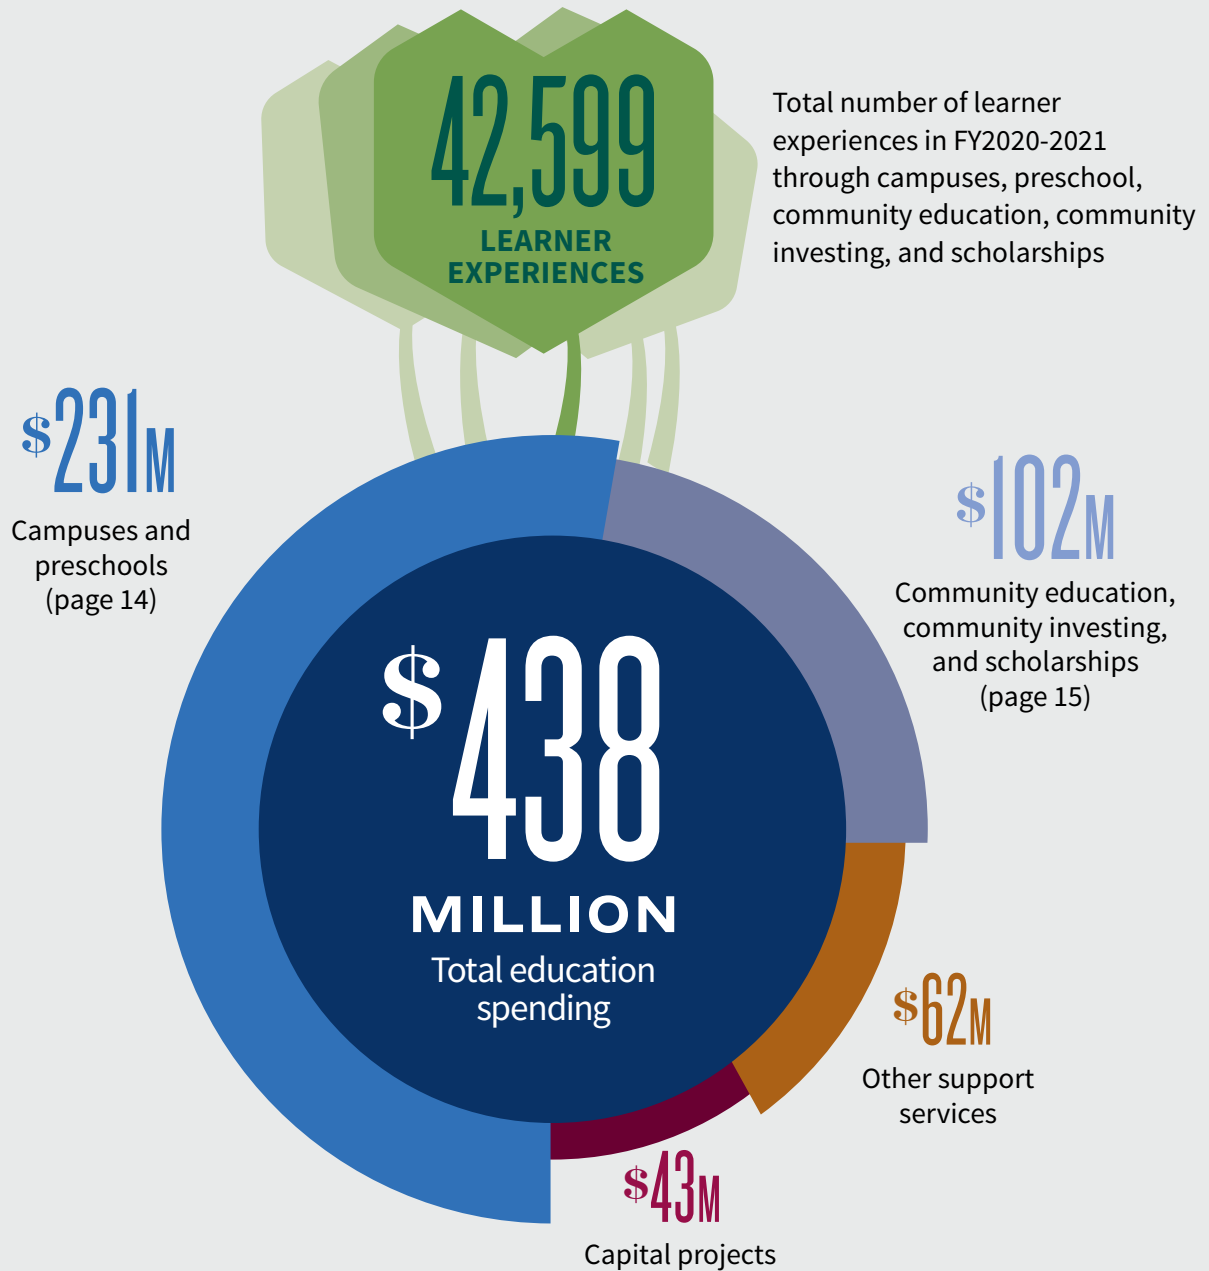 42,599
LEARNER
EXPERIENCES
Total number of learner
experiences in FY2020-2021
through campuses, preschool,
community education, community
investing, and scholarships
$231M
Campuses and
preschools
(page 14)
$102M
Community education,
community investing,
and scholarships
(page 15)
$438
MILLION
Total education
spending
$62M
Other support
services
$43M
Capital projects